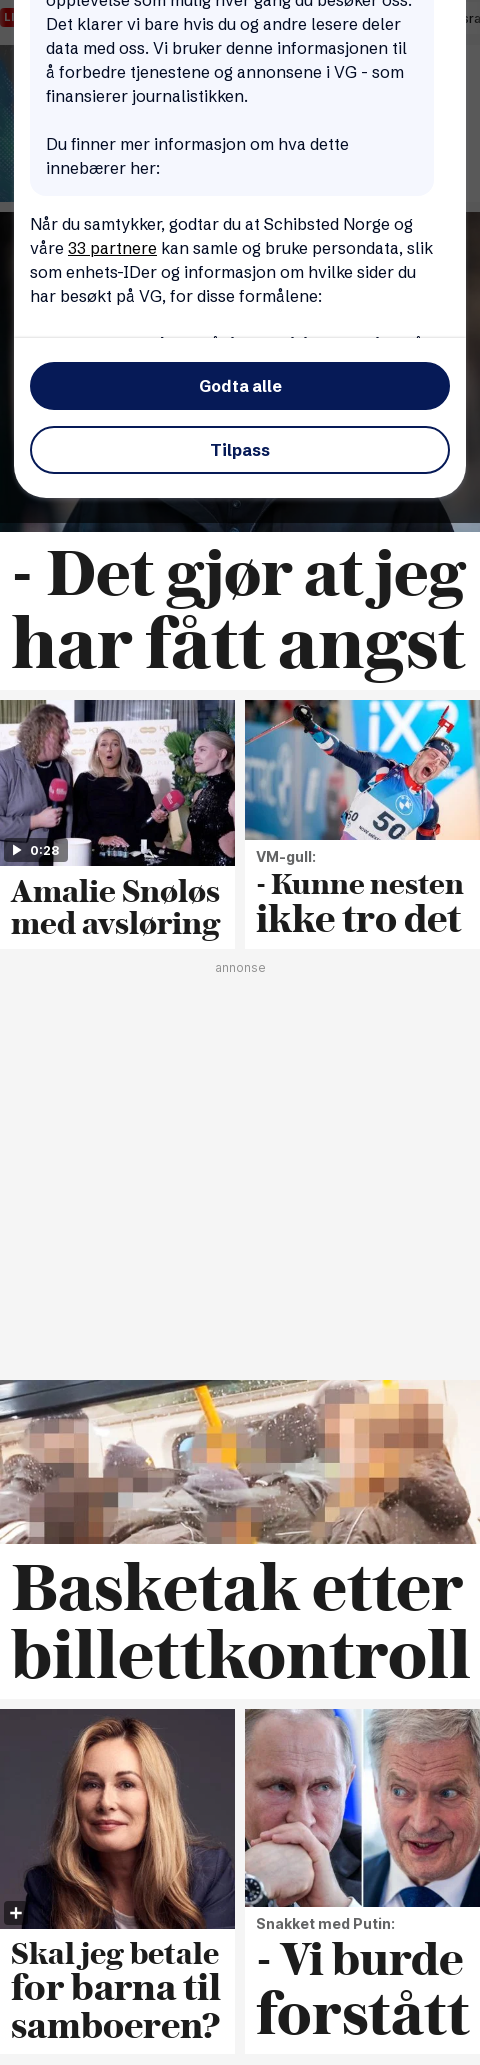 Det klarer vi bare hvis du og andre lesere deler
data med oss. Vi bruker denne informasjonen til
å forbedre tjenestene og annonsene i VG - som
finansierer journalistikken.
Du finner mer informasjon om hva dette
innebærer her:
Når du samtykker, godtar du at Schibsted Norge og
våre 33 partnere kan samle og bruke persondata, slik
som enhets-IDer og informasjon om hvilke sider du
har besøkt på VG, for disse formålene:
Godta alle
Tilpass
- Det gjør at jeg
har fått angst
iX2
50
50
0:28
Amalie Snøløs
med avsløring
VM-gull:
- Kunne nesten
ikke tro det
annonse
Basketak etter
billettkontroll
Skal jeg betale
for barna til
samboeren?
Snakket med Putin:
- Vi burde
forstått